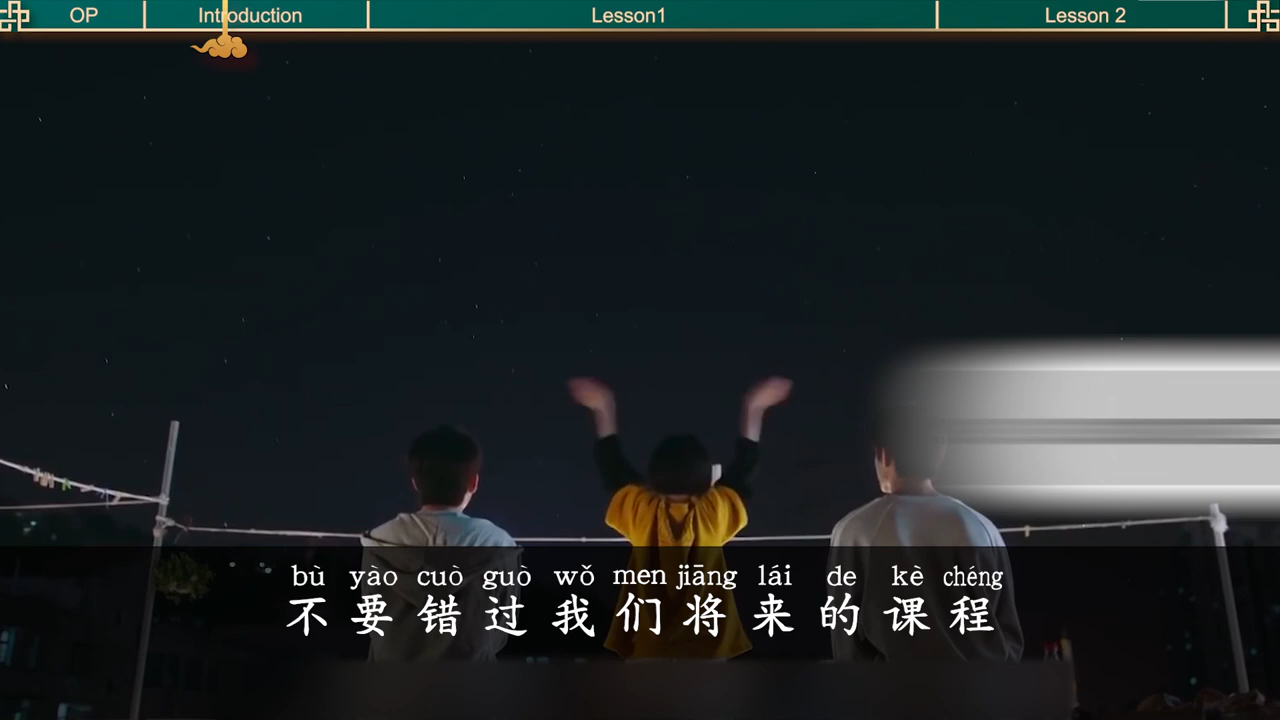 OP
Introduction
Lesson1
Lesson 2
bù yào cuò guò wǒ men jiāng lái de kè chéng
不要错过我们将来的课程